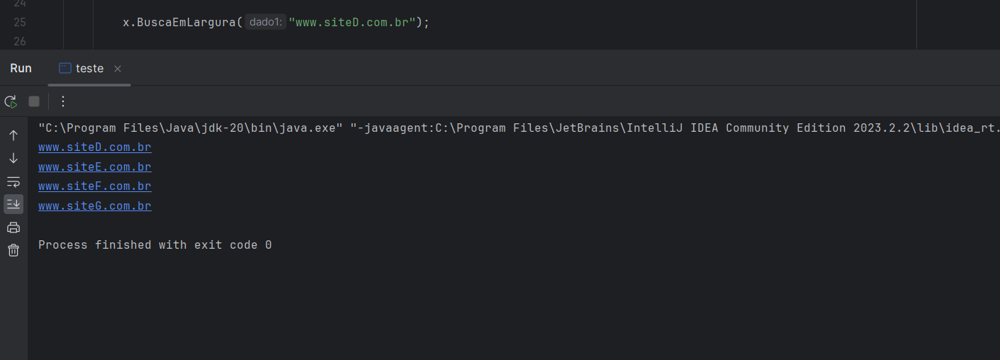 24
25 x.BuscaEmLargura( dado1: "www.siteD.com.br");
26
Run teste
"C:\Program Files\Java\jdk-20\bin\java.exe" "-javaagent:C:\Program Files\JetBrains\IntelliJ IDEA Community Edition 2023.2.2\lib\idea_rt.
www.siteD.com.br
www.siteE.com.br
www.siteF.com.br
www.siteG.com.br
Process finished with exit code 0